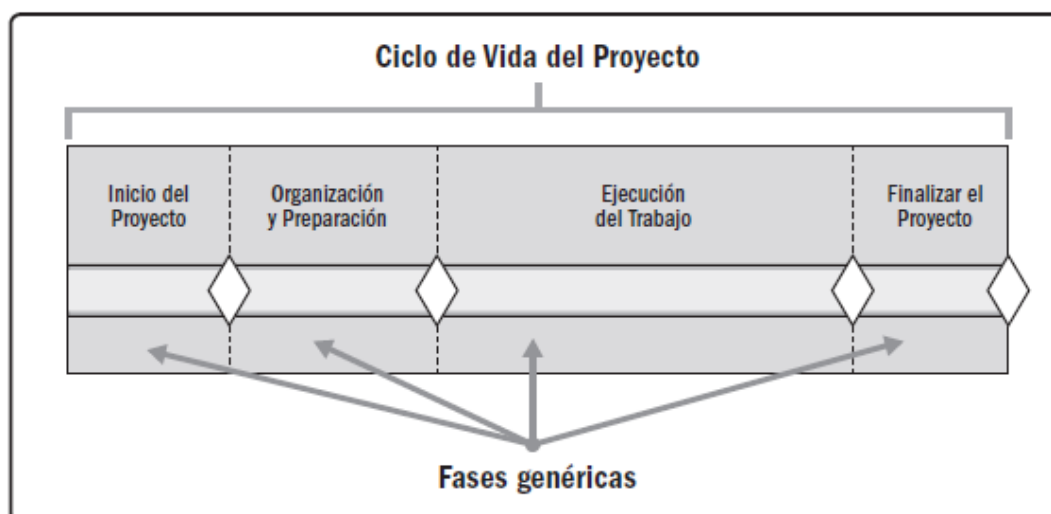 Ciclo de Vida del Proyecto
Inicio del
Proyecto
Organización
y Preparación
Ejecución
del Trabajo
Finalizar el
Proyecto
Fases genéricas